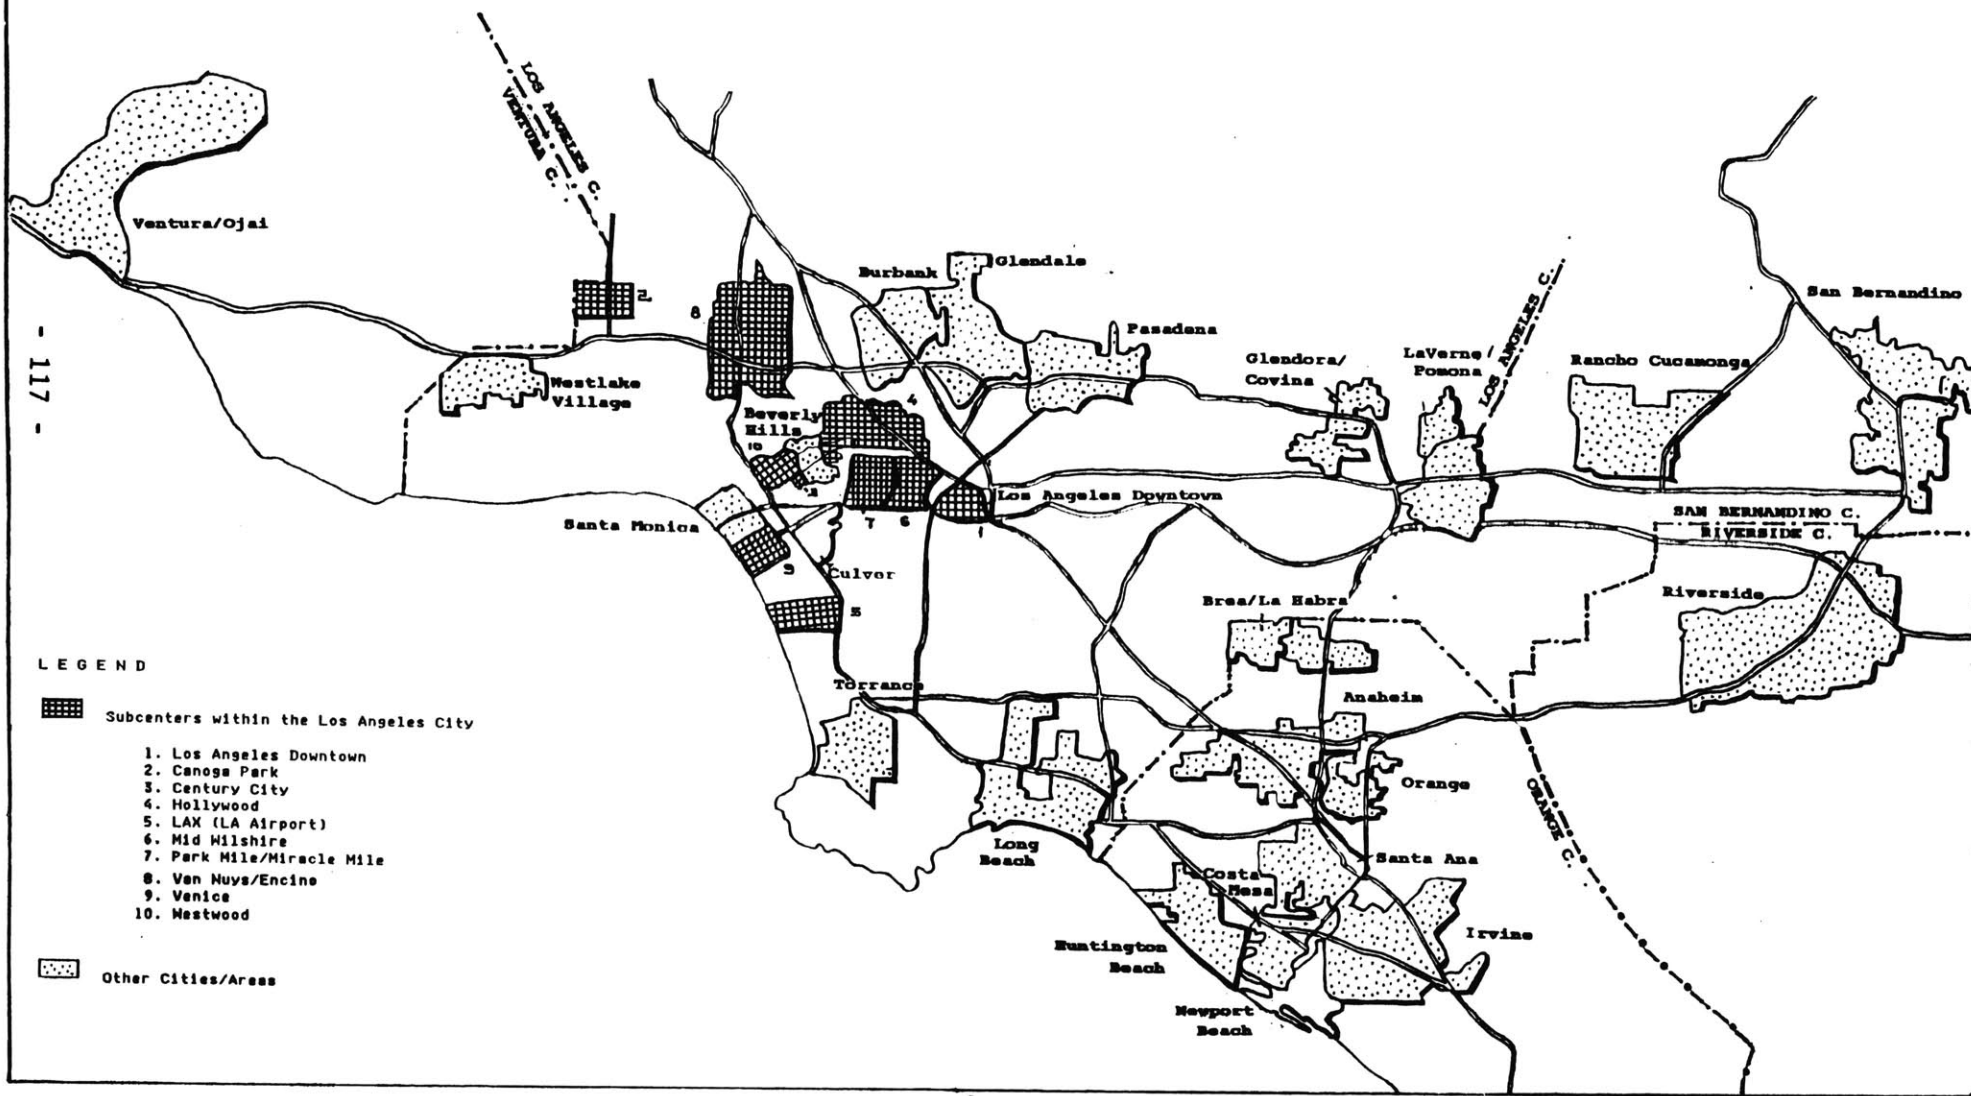 LOS ANGELES C.
VENTURA C.
Ventura/Ojai
- 117 -
2
8
Burbank
Glendale
Pasadena
Westlake
Village
Beverly
Hills
4
10
3
7
6
1
Los Angeles Downtown
Santa Monica
9
Culver
5
Glendora/
Covina
LaVerne/
Pomona
LOS ANGELES C.
Rancho Cucamonga
San Bernandino
SAN BERNANDINO C.
RIVERSIDE C.
Riverside
Brea/La Habra
Torrance
Anaheim
Orange
ORANGE C.
Long
Beach
Santa Ana
Costa
Mesa
Irvine
Huntington
Beach
Newport
Beach
LEGEND
Subcenters within the Los Angeles City
1. Los Angeles Downtown
2. Canoga Park
3. Century City
4. Hollywood
5. LAX (LA Airport)
6. Mid Wilshire
7. Park Mile/Miracle Mile
8. Van Nuys/Encino
9. Venice
10. Westwood
Other Cities/Areas